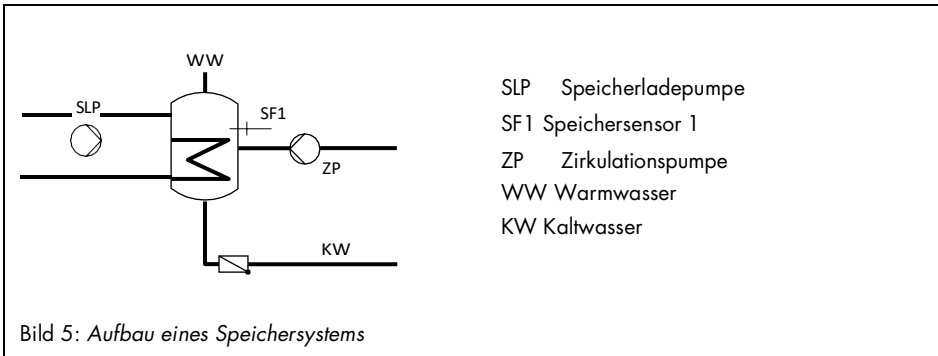 WW
SLP
SF1
ZP
KW
SLP Speicherladepumpe
SF1 Speichersensor 1
ZP Zirkulationspumpe
WW Warmwasser
KW Kaltwasser
Bild 5: Aufbau eines Speichersystems